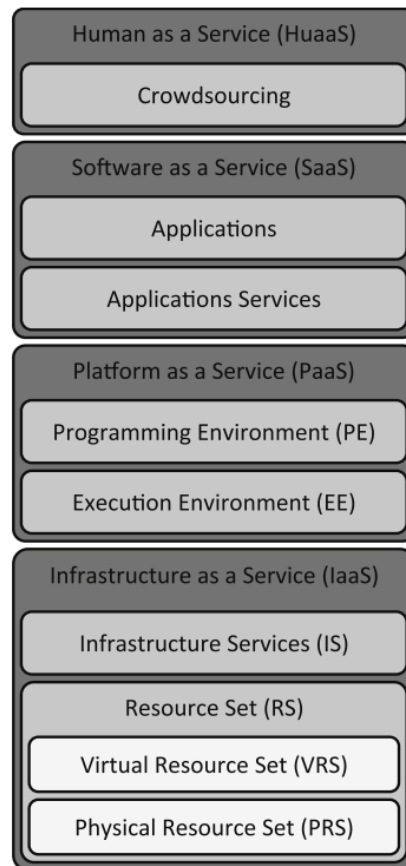 Human as a Service (HuaaS)
Crowdsourcing
Software as a Service (SaaS)
Applications
Applications Services
Platform as a Service (PaaS)
Programming Environment (PE)
Execution Environment (EE)
Infrastructure as a Service (IaaS)
Infrastructure Services (IS)
Resource Set (RS)
Virtual Resource Set (VRS)
Physical Resource Set (PRS)